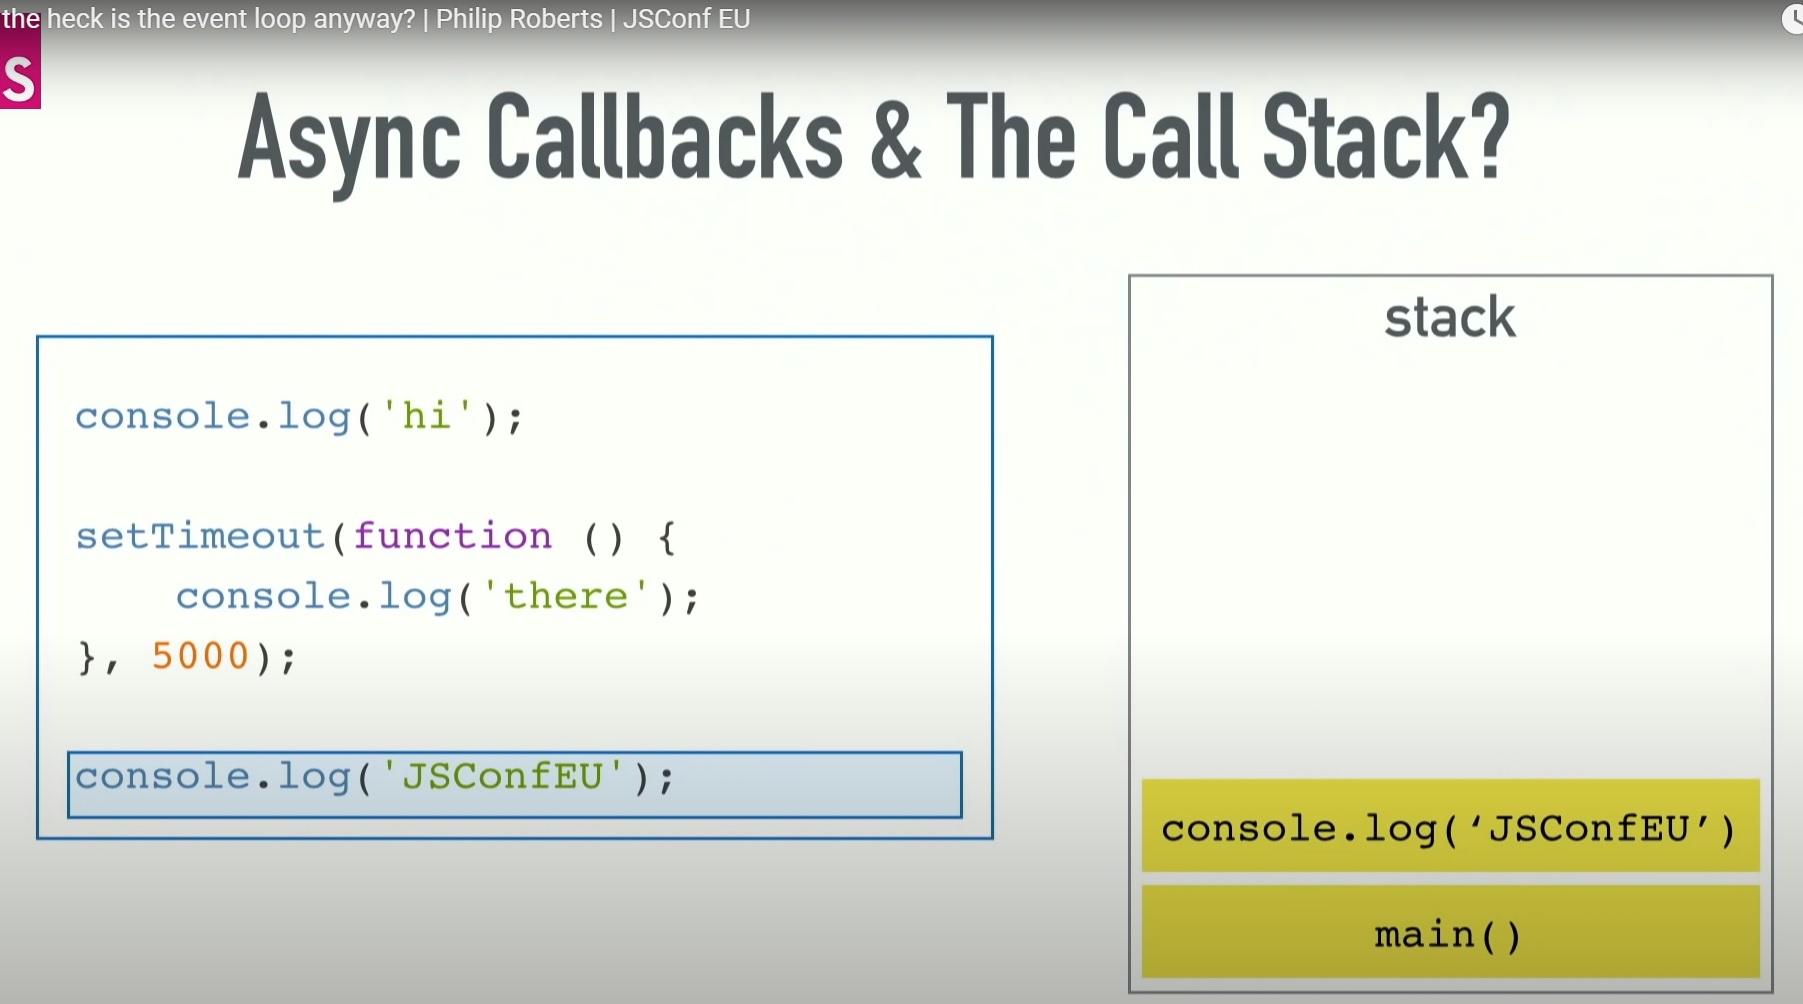 the heck is the event loop anyway? | Philip Roberts | JSConf EU
S
Async Callbacks & The Call Stack?
console.log('hi');
setTimeout(function () {
console.log('there');
}, 5000);
console.log('JSConfEU');
stack
console.log(‘JSConfEU’)
main()